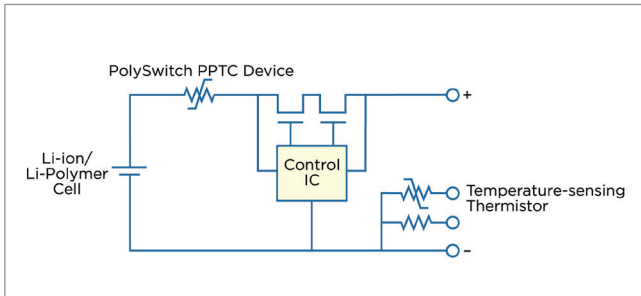 PolySwitch PPTC Device
+
Li-ion/
Li-Polymer
Cell
Control
IC
Temperature-sensing
Thermistor
–